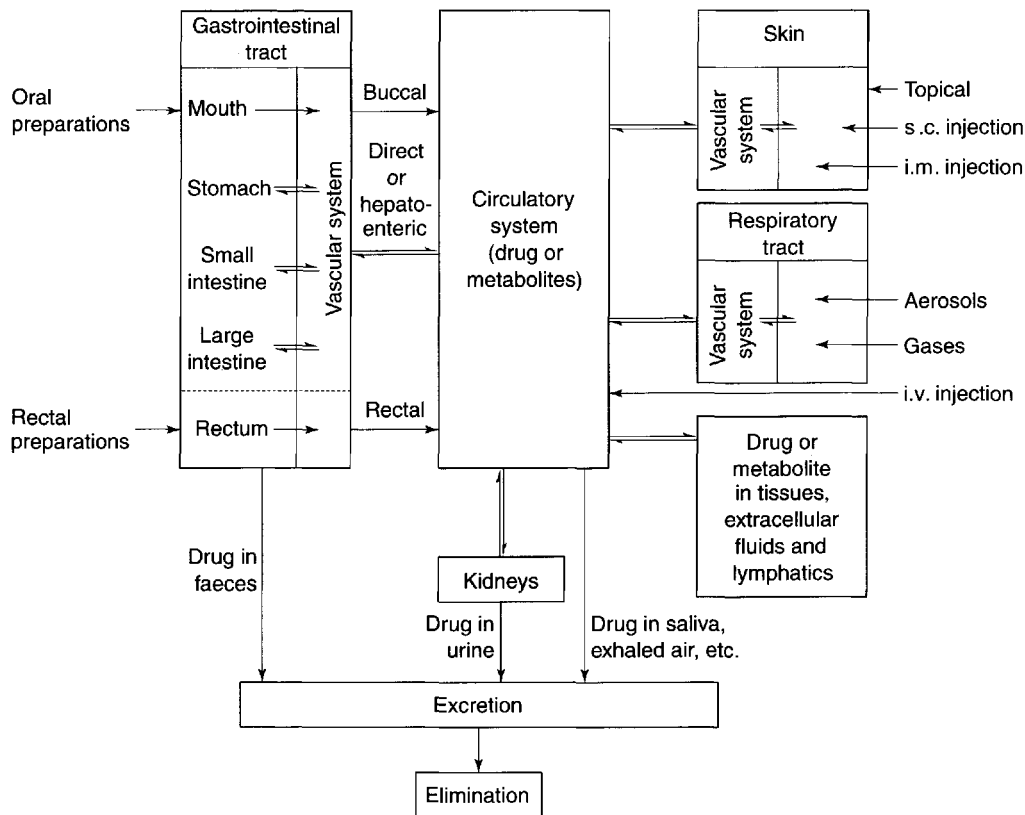 Gastrointestinal
tract
Oral
preparations
Mouth
Stomach
Small
intestine
Large
intestine
Rectal
preparations
Rectum
Vascular system
Buccal
Direct
or
hepato-
enteric
Rectal
Circulatory
system
(drug or
metabolites)
Skin
Vascular
system
Topical
s.c. injection
i.m. injection
Respiratory
tract
Vascular
system
Aerosols
Gases
i.v. injection
Drug or
metabolite
in tissues,
extracellular
fluids and
lymphatics
Drug in
faeces
Kidneys
Drug in
urine
Drug in saliva,
exhaled air, etc.
Excretion
Elimination